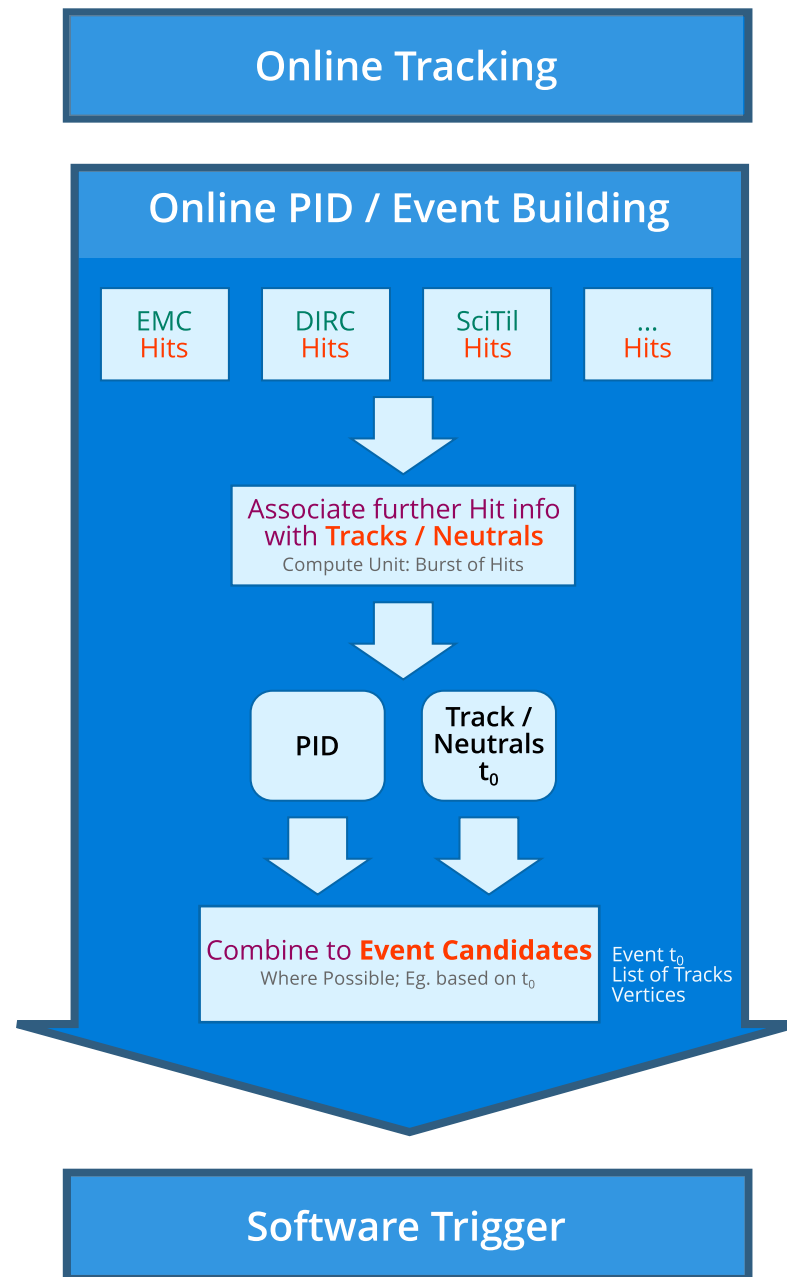 Online Tracking
Online PID / Event Building
EMC
Hits
DIRC
Hits
SciTil
Hits
...
Hits
Associate further Hit info
with Tracks / Neutrals
Compute Unit: Burst of Hits
PID
Track /
Neutrals
t₀
Combine to Event Candidates
Where Possible; Eg. based on t₀
Event t₀
List of Tracks
Vertices
Software Trigger